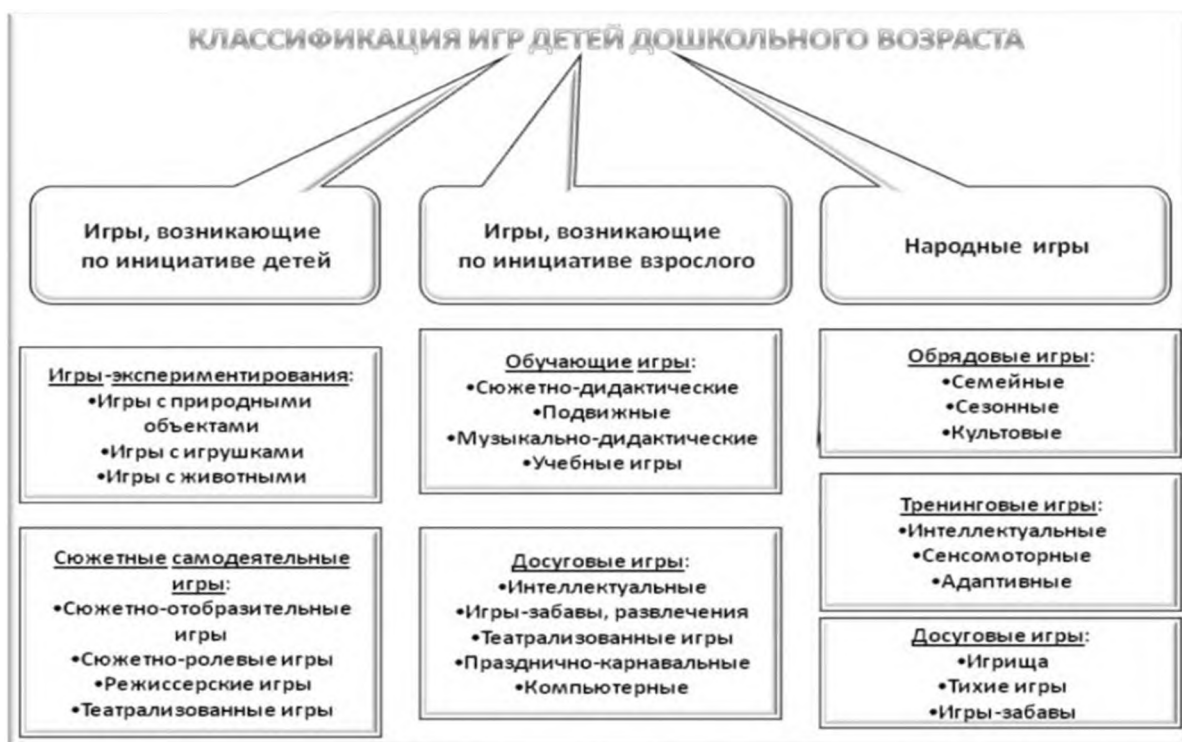 КЛАССИФИКАЦИЯ ИГР ДЕТЕЙ ДОШКОЛЬНОГО ВОЗРАСТА
Игры, возникающие
по инициативе детей
Игры-экспериментирования:
•Игры с природными
объектами
•Игры с игрушками
•Игры с животными
Сюжетные самодеятельные
игры:
•Сюжетно-отобразительные
игры
•Сюжетно-ролевые игры
•Режиссерские игры
•Театрализованные игры
Игры, возникающие
по инициативе взрослого
Обучающие игры:
•Сюжетно-дидактические
•Подвижные
•Музыкально-дидактические
•Учебные игры
Досуговые игры:
•Интеллектуальные
•Игры-забавы, развлечения
•Театрализованные игры
•Празднично-карнавальные
•Компьютерные
Народные игры
Обрядовые игры:
•Семейные
•Сезонные
•Культовые
Тренинговые игры:
•Интеллектуальные
•Сенсомоторные
•Адаптивные
Досуговые игры:
•Игрища
•Тихие игры
•Игры-забавы